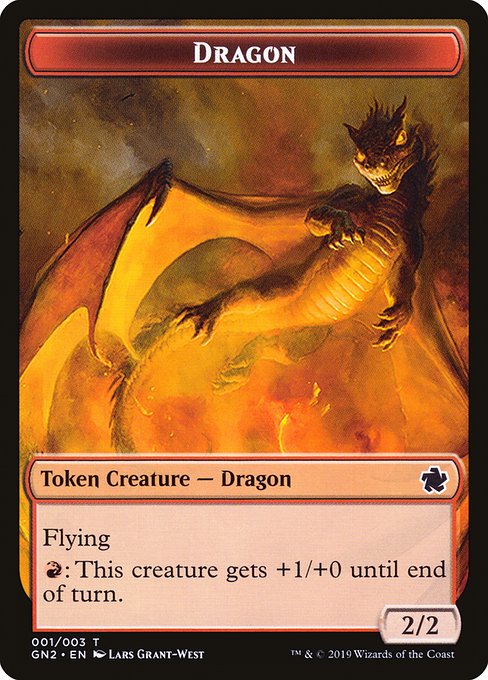 Dragon
Token Creature — Dragon
Flying
: This creature gets +1/+0 until end
of turn.
2/2
001/003 T
GN2 • EN Lars Grant-West
™ & © 2019 Wizards of the Coast